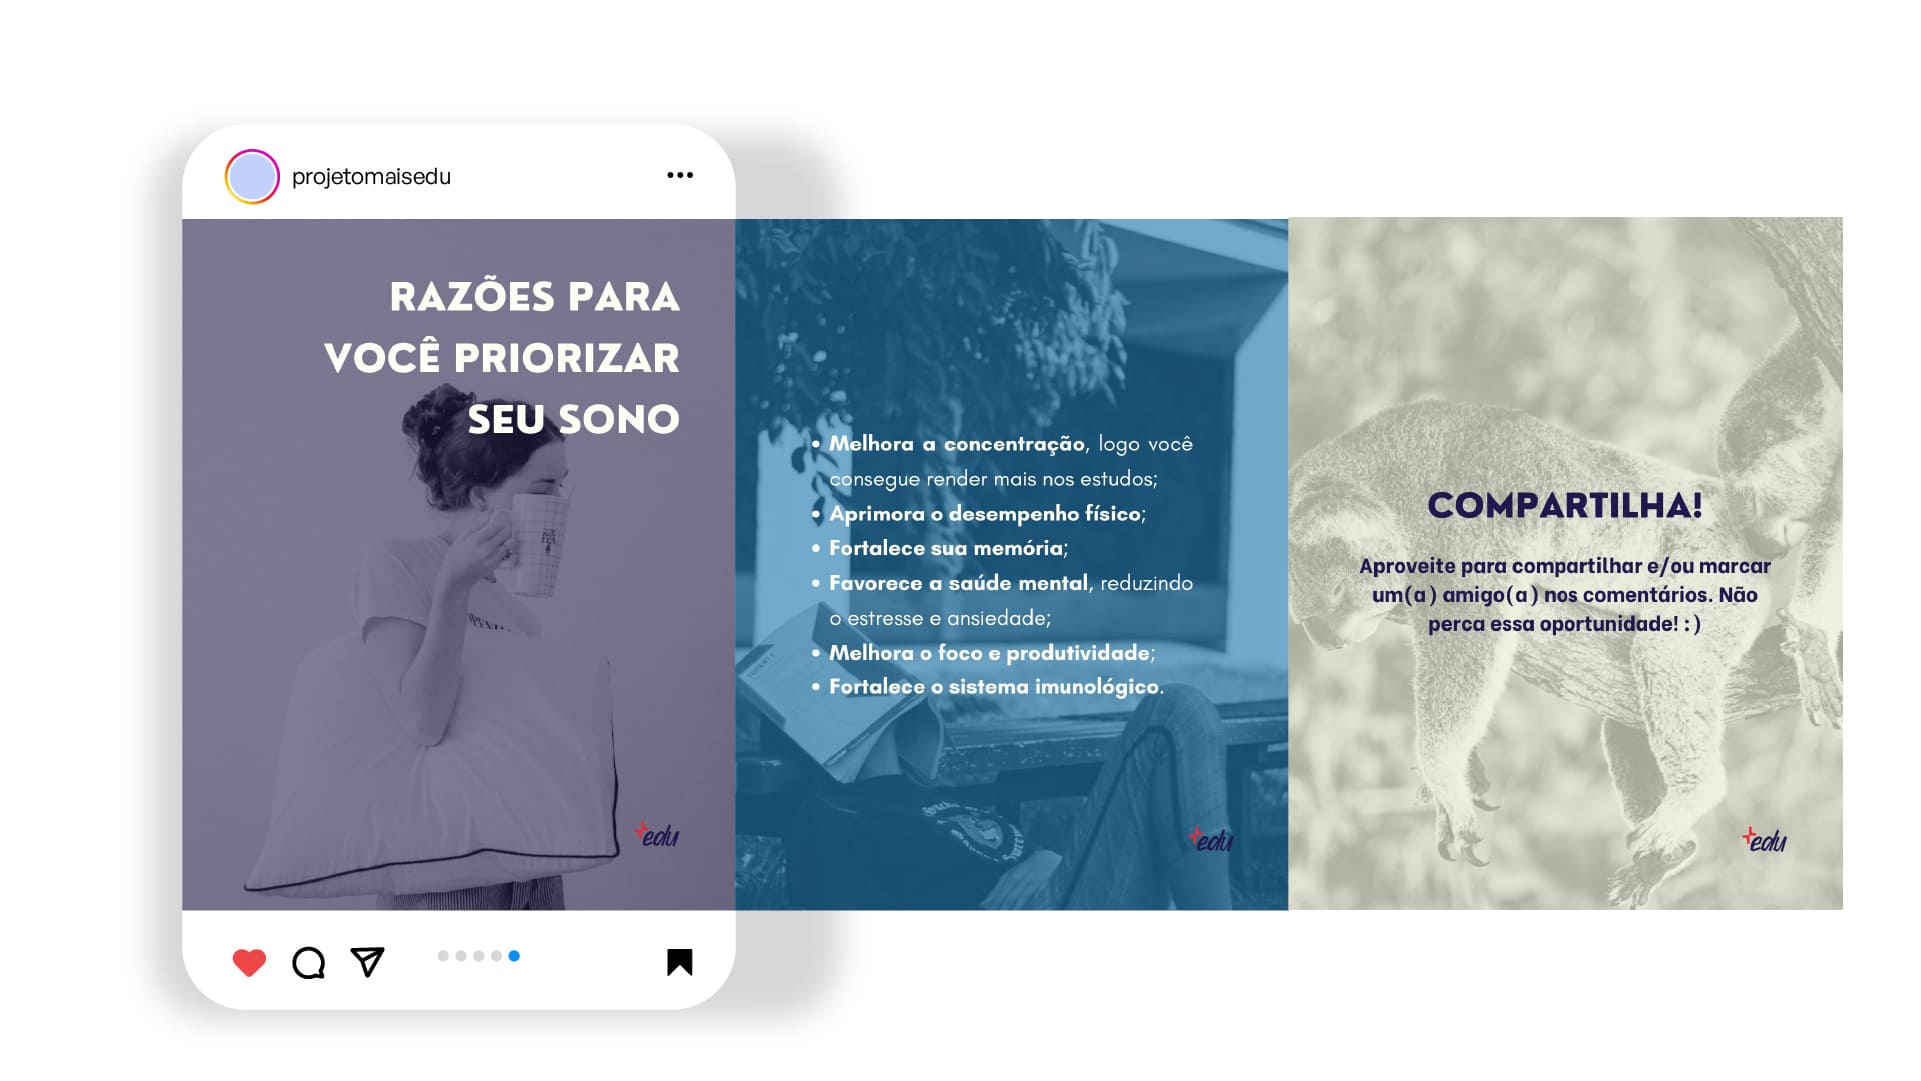 projetomaisedu
RAZÕES PARA
VOCÊ PRIORIZAR
SEU SONO
+edu
• Melhora a concentração, logo você
consegue render mais nos estudos;
• Aprimora o desempenho físico;
• Fortalece sua memória;
• Favorece a saúde mental, reduzindo
o estresse e ansiedade;
• Melhora o foco e produtividade;
• Fortalece o sistema imunológico.
+edu
COMPARTILHA!
Aproveite para compartilhar e/ou marcar
um(a) amigo(a) nos comentários. Não
perca essa oportunidade! : )
+edu